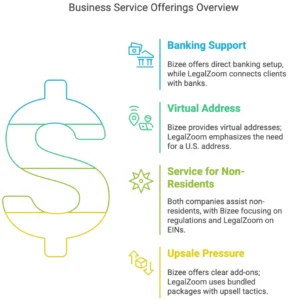 Business Service Offerings Overview
Banking Support
Bizee offers direct banking setup,
while LegalZoom connects clients
with banks.
Virtual Address
Bizee provides virtual addresses;
LegalZoom emphasizes the need
for a U.S. address.
Service for Non-
Residents
Both companies assist non-
residents, with Bizee focusing on
regulations and LegalZoom on
EINs.
Upsale Pressure
Bizee offers clear add-ons;
LegalZoom uses bundled
packages with upsell tactics.